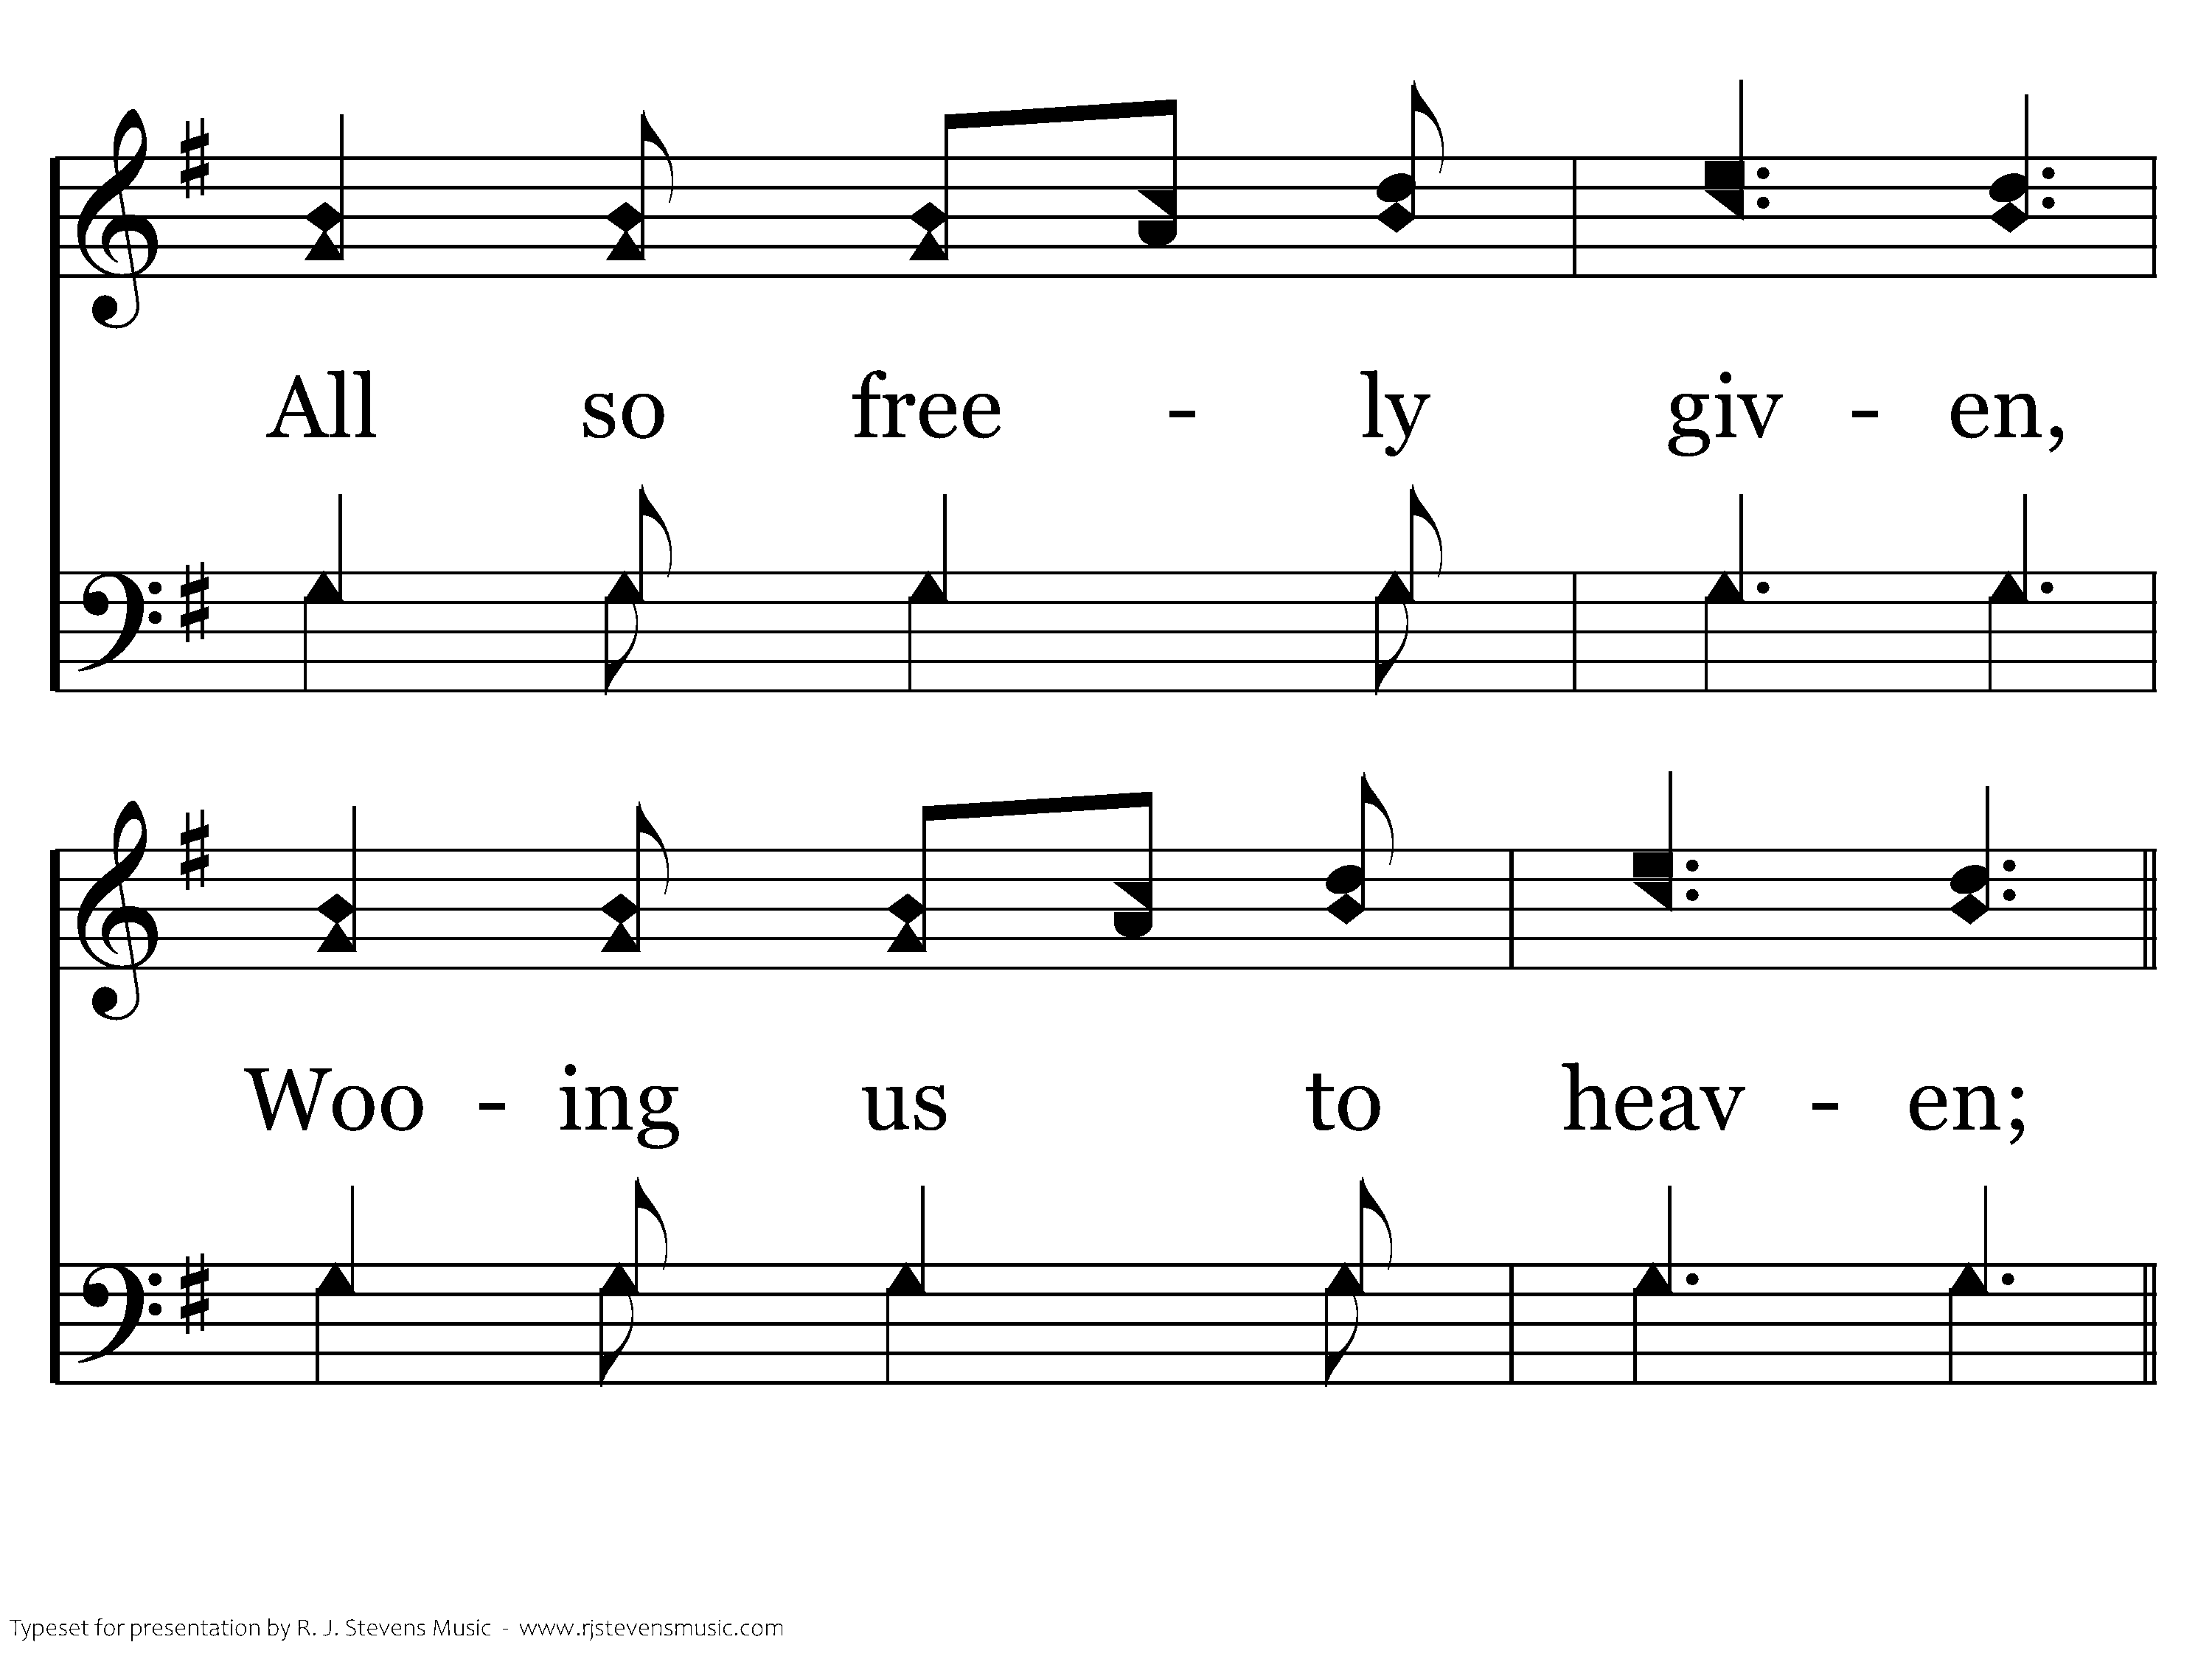 All so free - ly giv - en,
Woo - ing us to heav - en;
Typeset for presentation by R. J. Stevens Music - www.rjstevensmusic.com